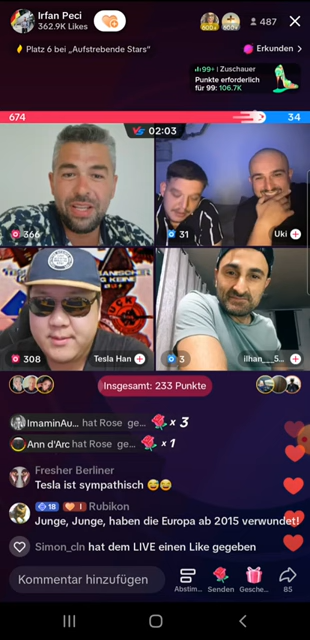 Irfan Peci
362.9K Likes
487
Platz 6 bei „Aufstrebende Stars“
Erkunden
99+ Zuschauer
Punkte erforderlich
für 99: 106.7K
674
02:03
34
366
31
Uki
308
Tesla Han
3
ilhan___5...
Insgesamt: 233 Punkte
ImaminAu... hat Rose ge... x 3
Ann d'Arc hat Rose ge... x 1
Fresher Berliner
Tesla ist sympathisch 😅😅
18 I Rubikon
Junge, Junge, haben die Europa ab 2015 verwundet!
Simon_cln hat dem LIVE einen Like gegeben
Kommentar hinzufügen
Abstim...
Senden
Gesche...
85